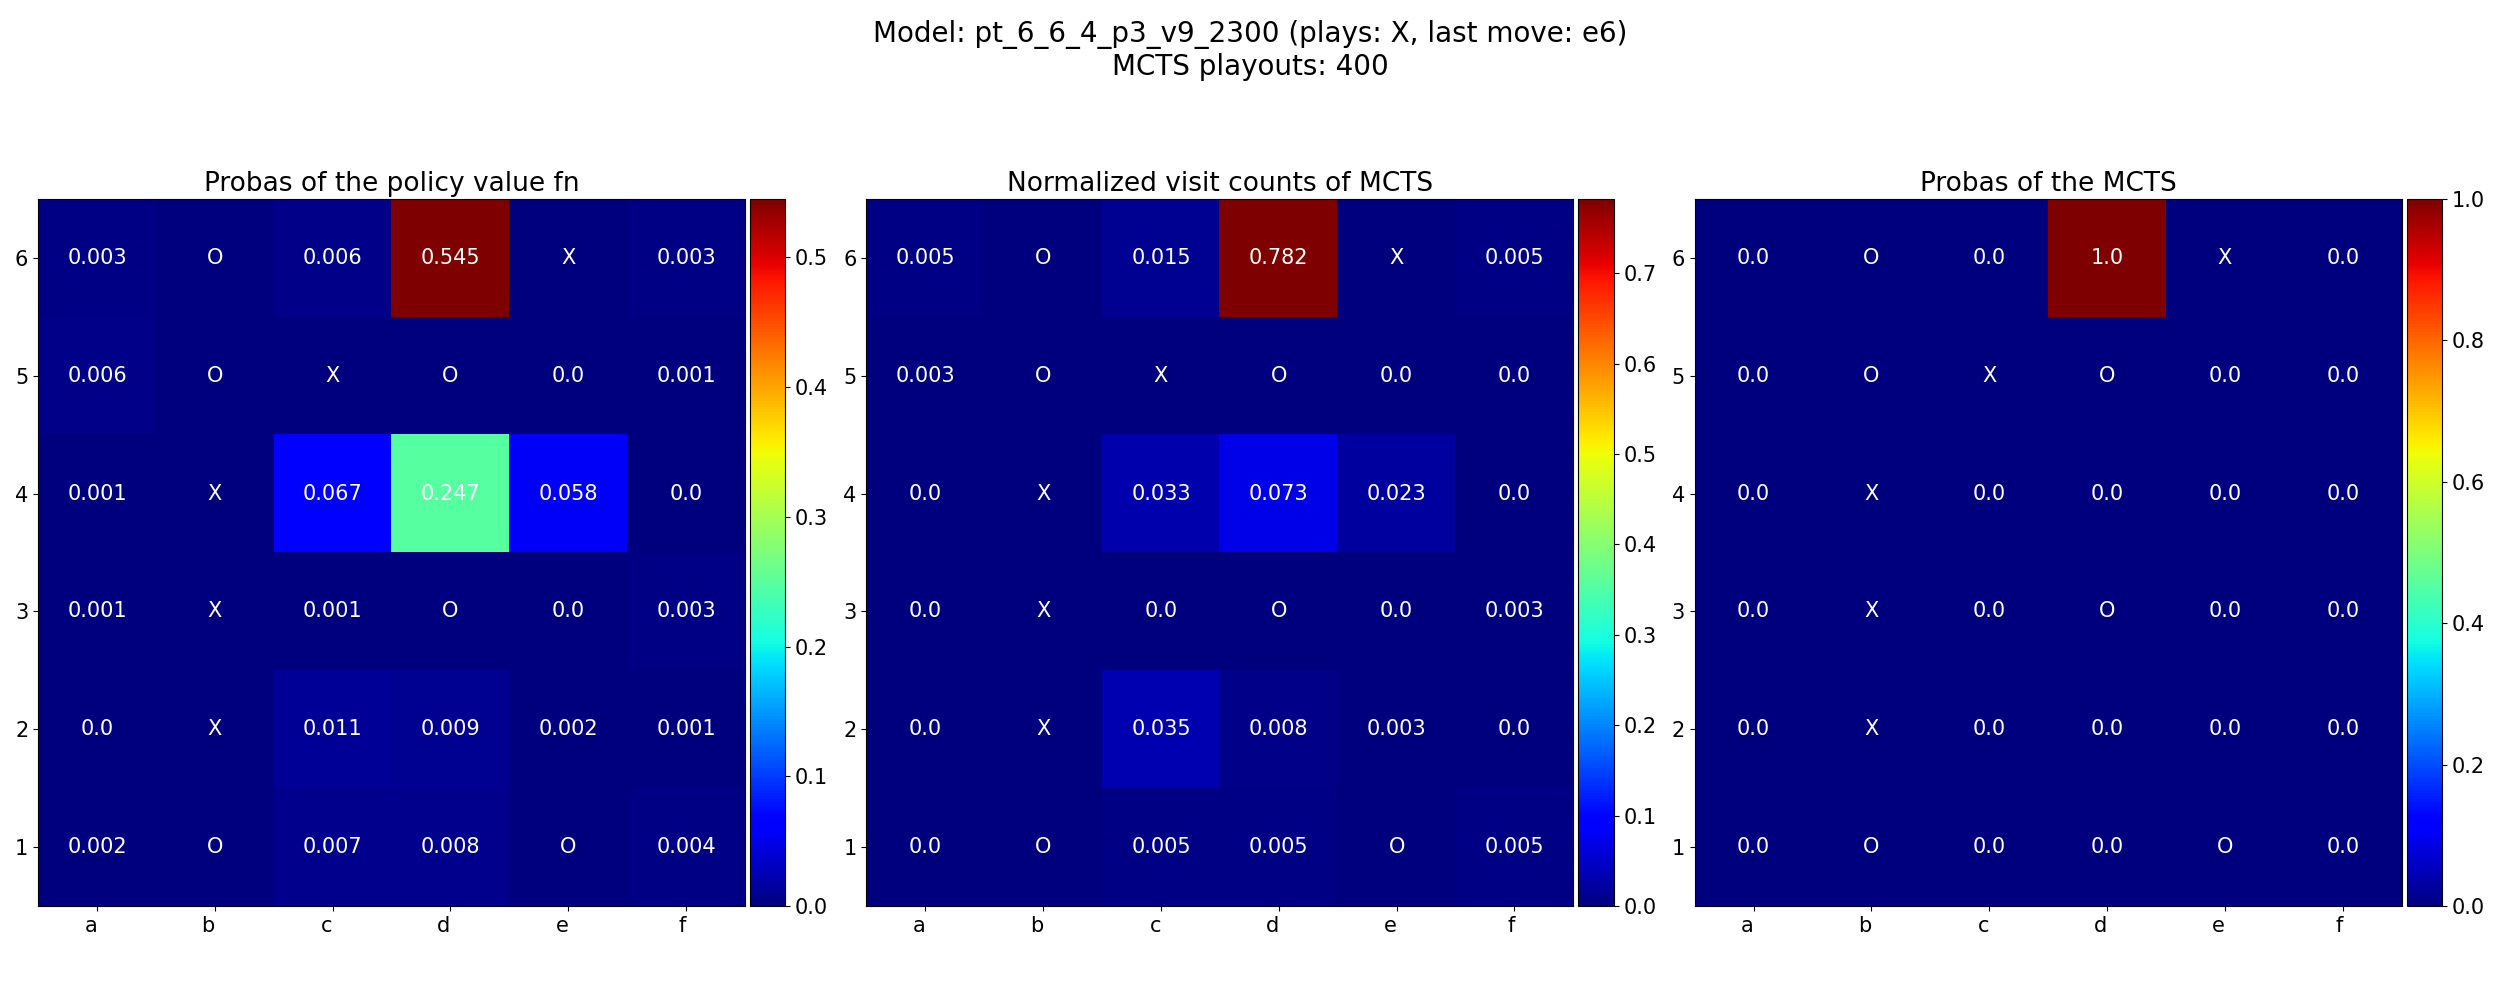 Model: pt_6_6_4_p3_v9_2300 (plays: X, last move: e6)
MCTS playouts: 400
Probas of the policy value fn
6 0.003 O 0.006 0.545 X 0.003
5 0.006 O X O 0.0 0.001
4 0.001 X 0.067 0.247 0.058 0.0
3 0.001 X 0.001 O 0.0 0.003
2 0.0 X 0.011 0.009 0.002 0.001
1 0.002 O 0.007 0.008 O 0.004
a b c d e f
0.5
0.4
0.3
0.2
0.1
0.0
Normalized visit counts of MCTS
6 0.005 O 0.015 0.782 X 0.005
5 0.003 O X O 0.0 0.0
4 0.0 X 0.033 0.073 0.023 0.0
3 0.0 X 0.0 O 0.0 0.003
2 0.0 X 0.035 0.008 0.003 0.0
1 0.0 O 0.005 0.005 O 0.005
a b c d e f
0.7
0.6
0.5
0.4
0.3
0.2
0.1
0.0
Probas of the MCTS
6 0.0 O 0.0 1.0 X 0.0
5 0.0 O X O 0.0 0.0
4 0.0 X 0.0 0.0 0.0 0.0
3 0.0 X 0.0 O 0.0 0.0
2 0.0 X 0.0 0.0 0.0 0.0
1 0.0 O 0.0 0.0 O 0.0
a b c d e f
1.0
0.8
0.6
0.4
0.2
0.0